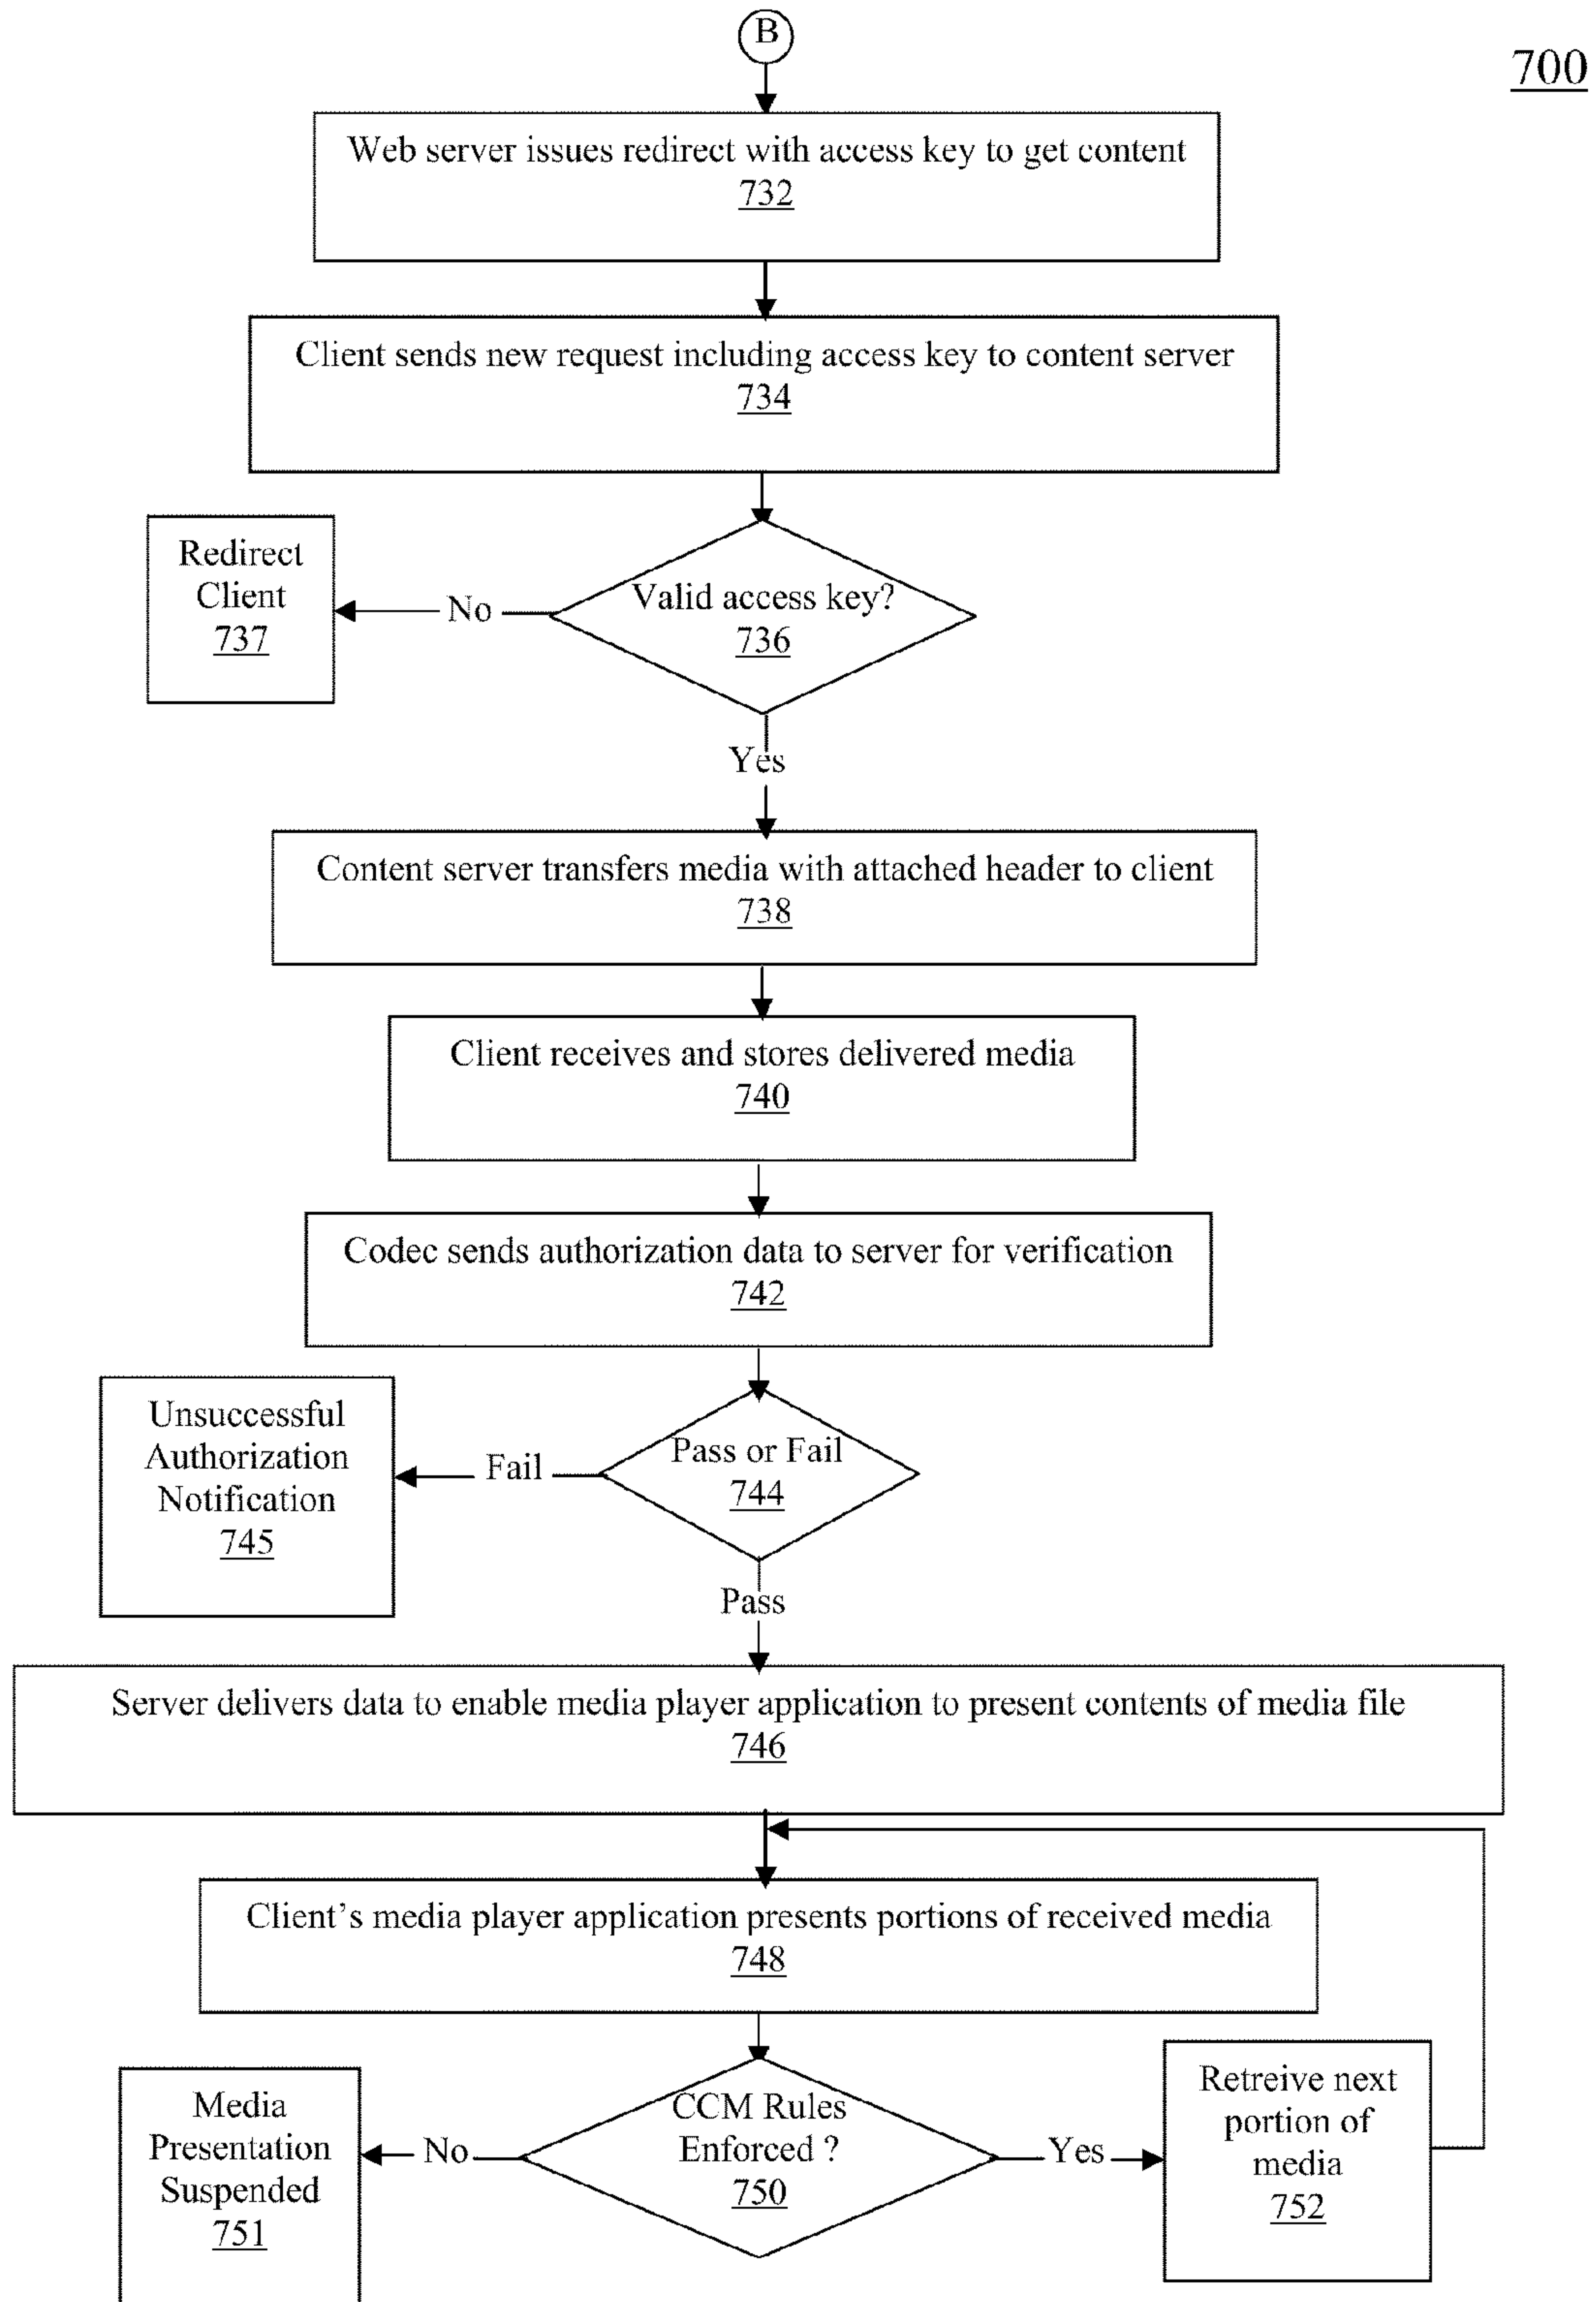 B
700
Web server issues redirect with access key to get content
732
Client sends new request including access key to content server
734
Redirect
Client
737
No
Valid access key?
736
Yes
Content server transfers media with attached header to client
738
Client receives and stores delivered media
740
Codec sends authorization data to server for verification
742
Unsuccessful
Authorization
Notification
745
Fail
Pass or Fail
744
Pass
Server delivers data to enable media player application to present contents of media file
746
Client's media player application presents portions of received media
748
Media
Presentation
Suspended
751
No
CCM Rules
Enforced ?
750
Yes
Retreive next
portion of
media
752